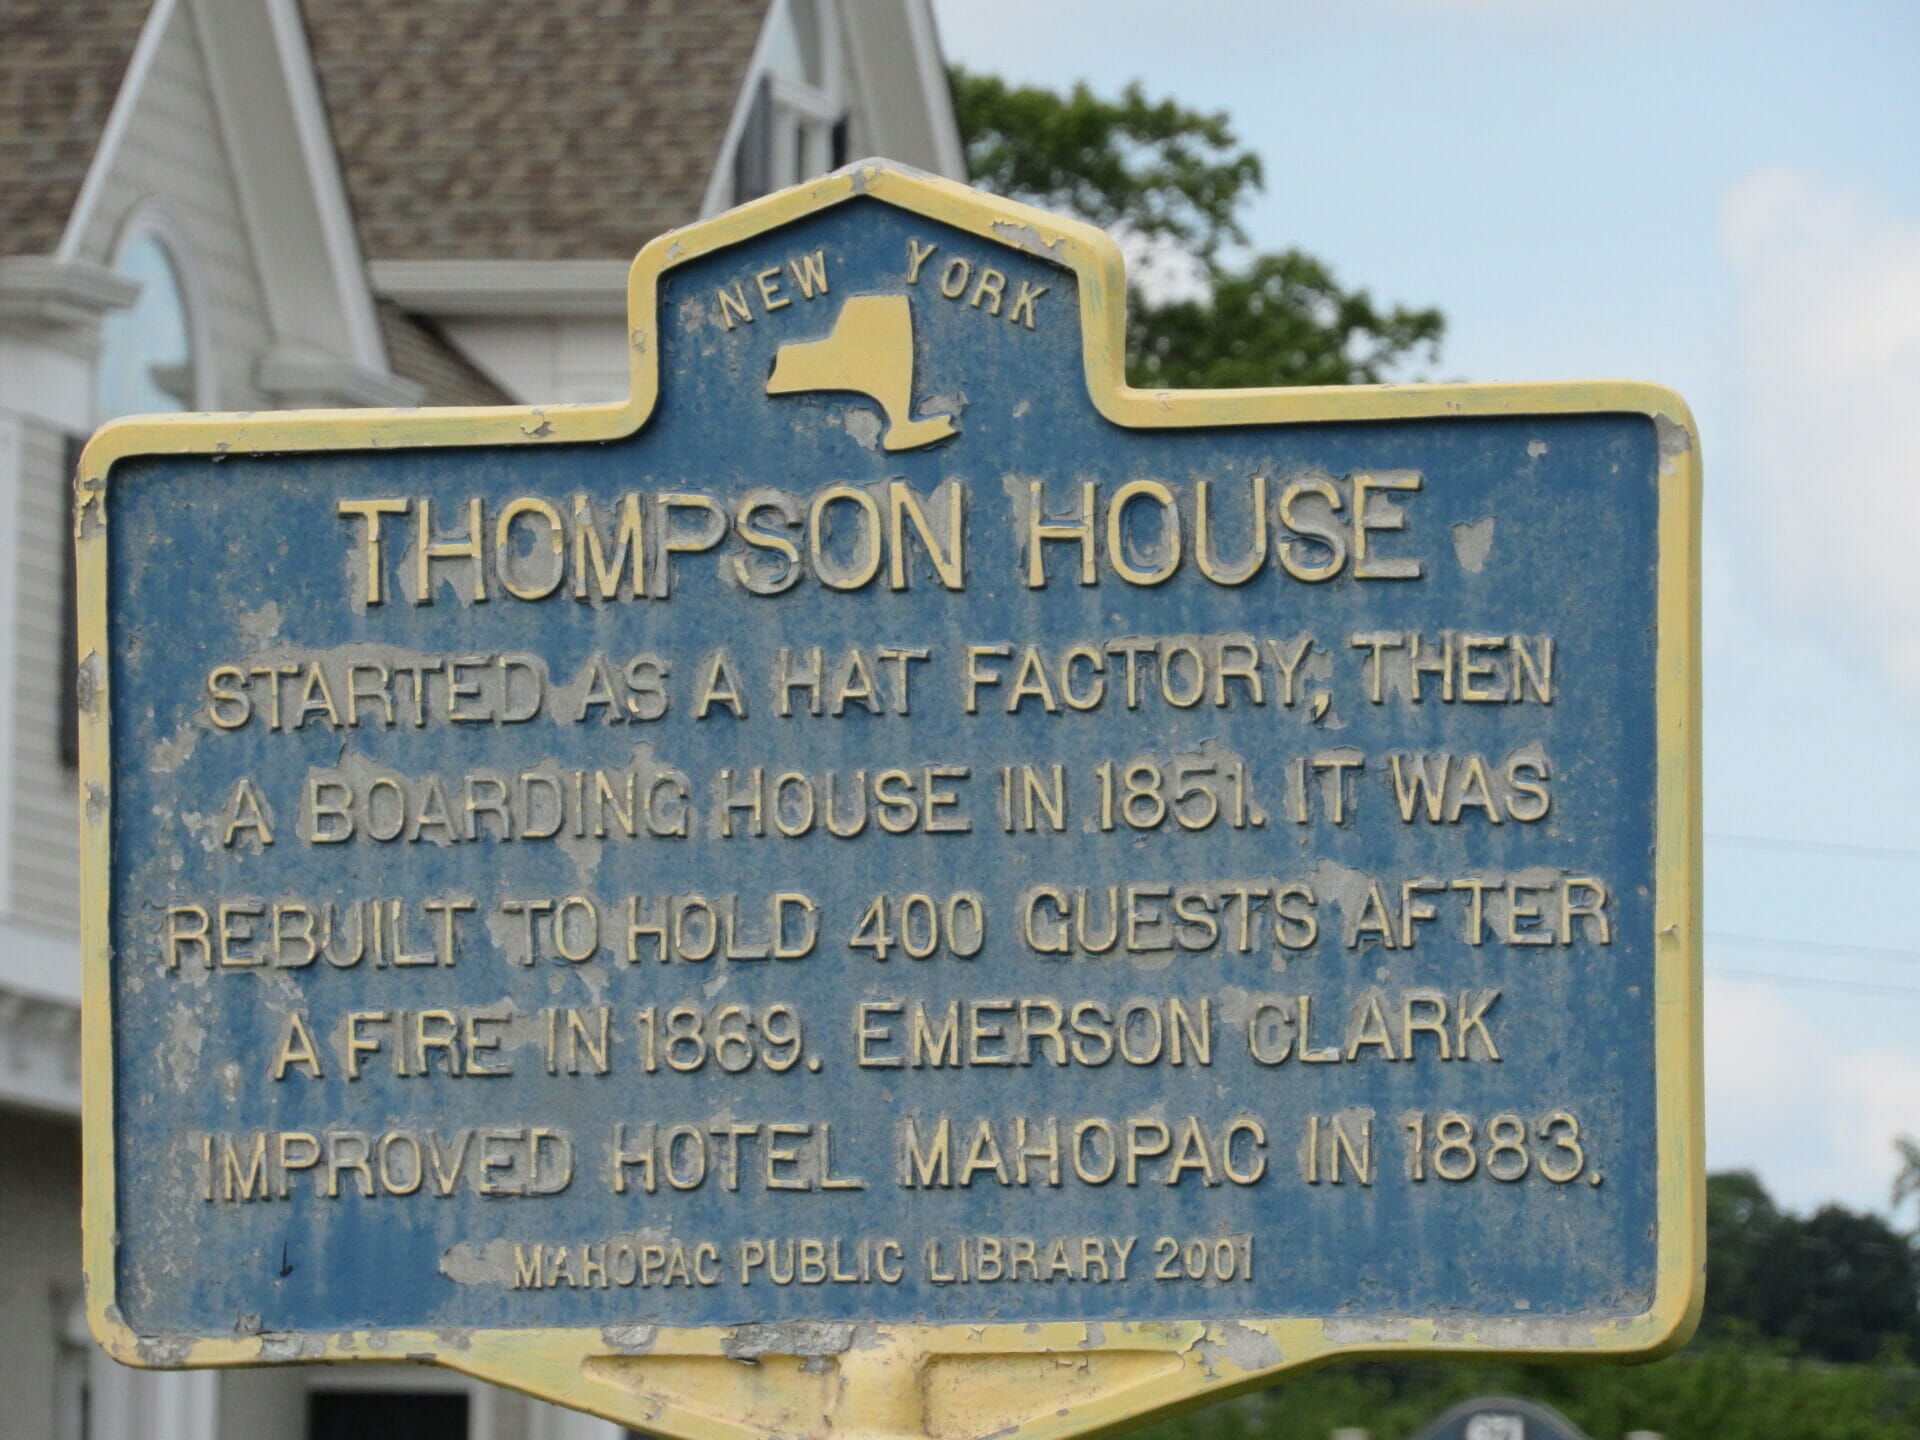 NEW YORK
THOMPSON HOUSE
STARTED AS A HAT FACTORY, THEN
A BOARDING HOUSE IN 1851. IT WAS
REBUILT TO HOLD 400 GUESTS AFTER
A FIRE IN 1869. EMERSON CLARK
IMPROVED HOTEL MAHOPAC IN 1883.
MAHOPAC PUBLIC LIBRARY 2001